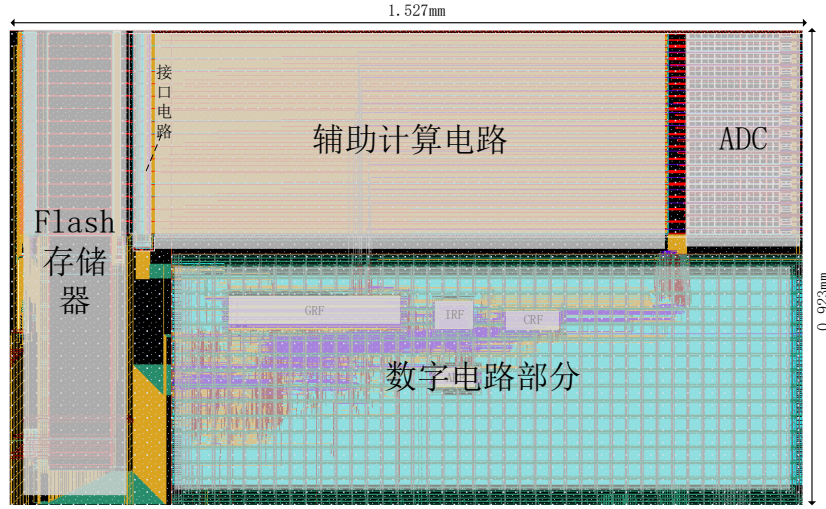 1.527mm
接
口
电
路
辅助计算电路
ADC
Flash
存储
器
0.923mm
GRF
IRF
CRF
数字电路部分